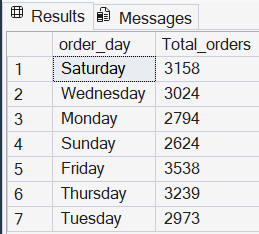 Results Messages
order_day Total_orders
1 Saturday 3158
2 Wednesday 3024
3 Monday 2794
4 Sunday 2624
5 Friday 3538
6 Thursday 3239
7 Tuesday 2973